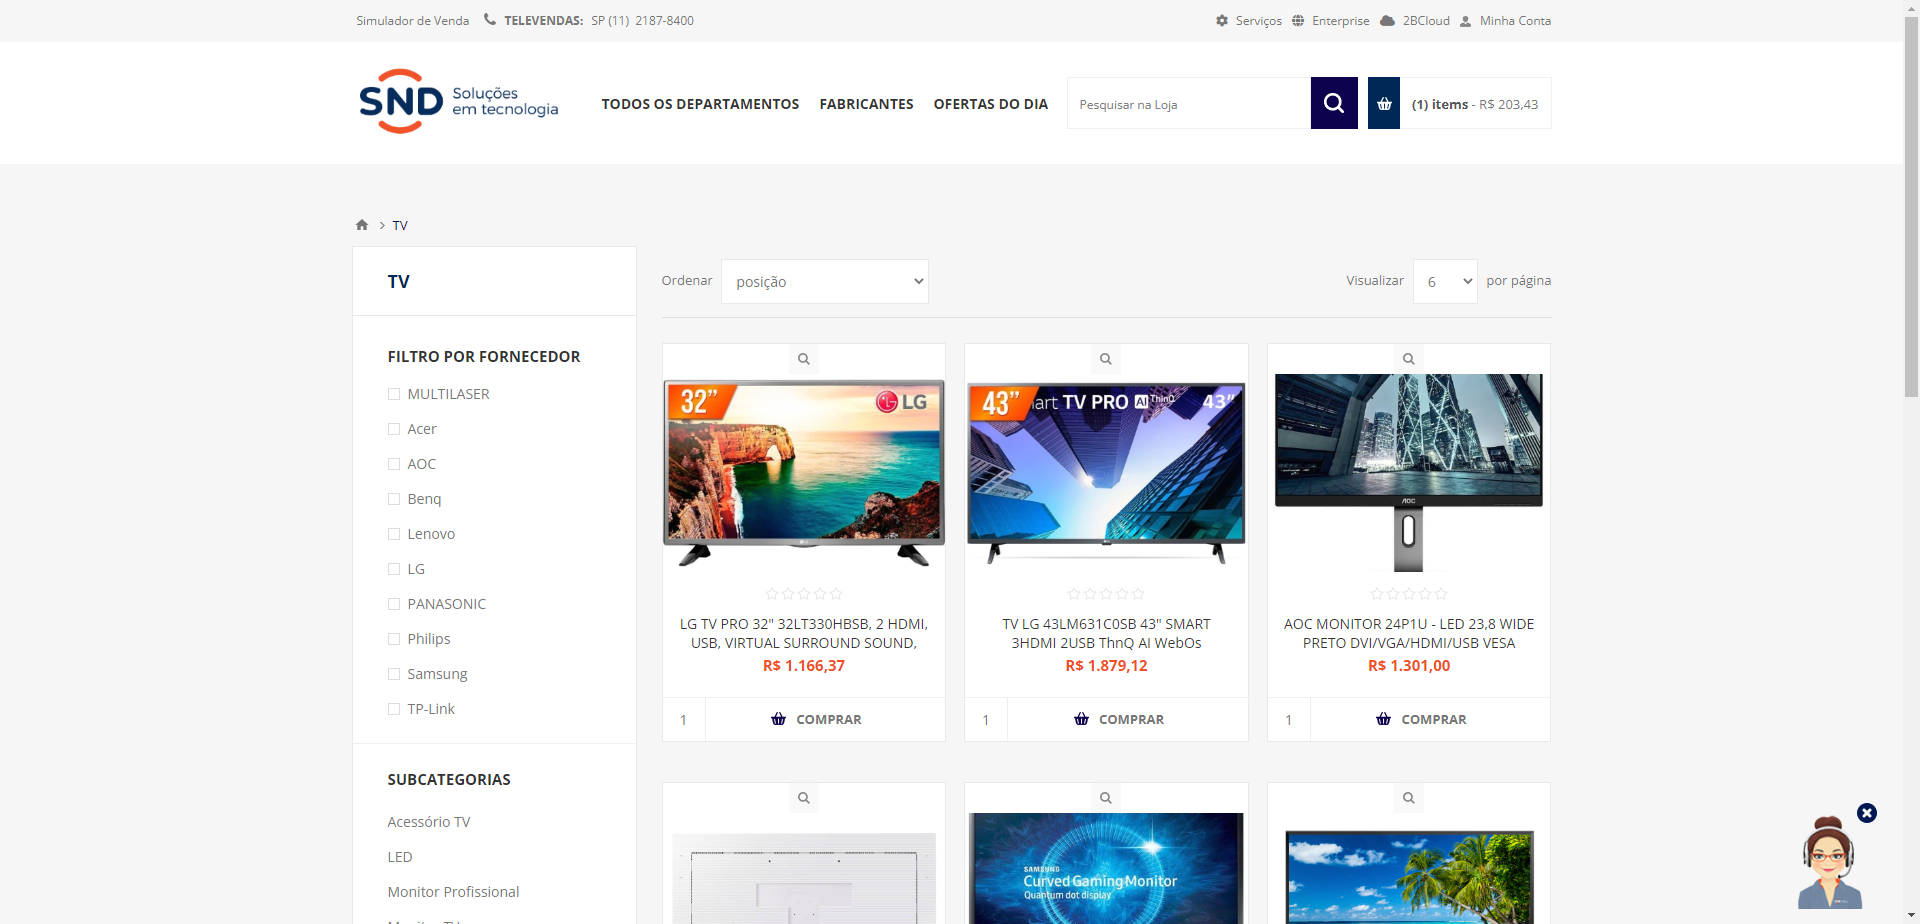 Simulador de Venda TELEVENDAS: SP (11) 2187-8400
Serviços Enterprise 2BCloud Minha Conta
SND Soluções em tecnologia
TODOS OS DEPARTAMENTOS FABRICANTES OFERTAS DO DIA
Pesquisar na Loja
(1) items - R$ 203,43
> TV
TV
FILTRO POR FORNECEDOR
MULTILASER
Acer
AOC
Benq
Lenovo
LG
PANASONIC
Philips
Samsung
TP-Link
SUBCATEGORIAS
Acessório TV
LED
Monitor Profissional
Ordenar posição
Visualizar 6 por página
32”
LG
LG TV PRO 32" 32LT330HBSB, 2 HDMI,
USB, VIRTUAL SURROUND SOUND,
R$ 1.166,37
1 COMPRAR
43” art TV PRO AI ThinQ 43”
TV LG 43LM631C0SB 43" SMART
3HDMI 2USB ThnQ AI WebOs
R$ 1.879,12
1 COMPRAR
AOC
AOC MONITOR 24P1U - LED 23,8 WIDE
PRETO DVI/VGA/HDMI/USB VESA
R$ 1.301,00
1 COMPRAR
SAMSUNG
Curved Gaming Monitor
Quantum dot display